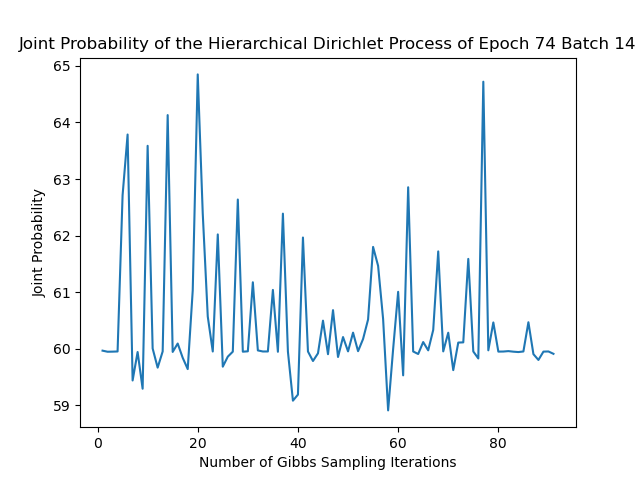 Joint Probability of the Hierarchical Dirichlet Process of Epoch 74 Batch 14
65
64
63
62
61
60
59
Joint Probability
0 20 40 60 80
Number of Gibbs Sampling Iterations